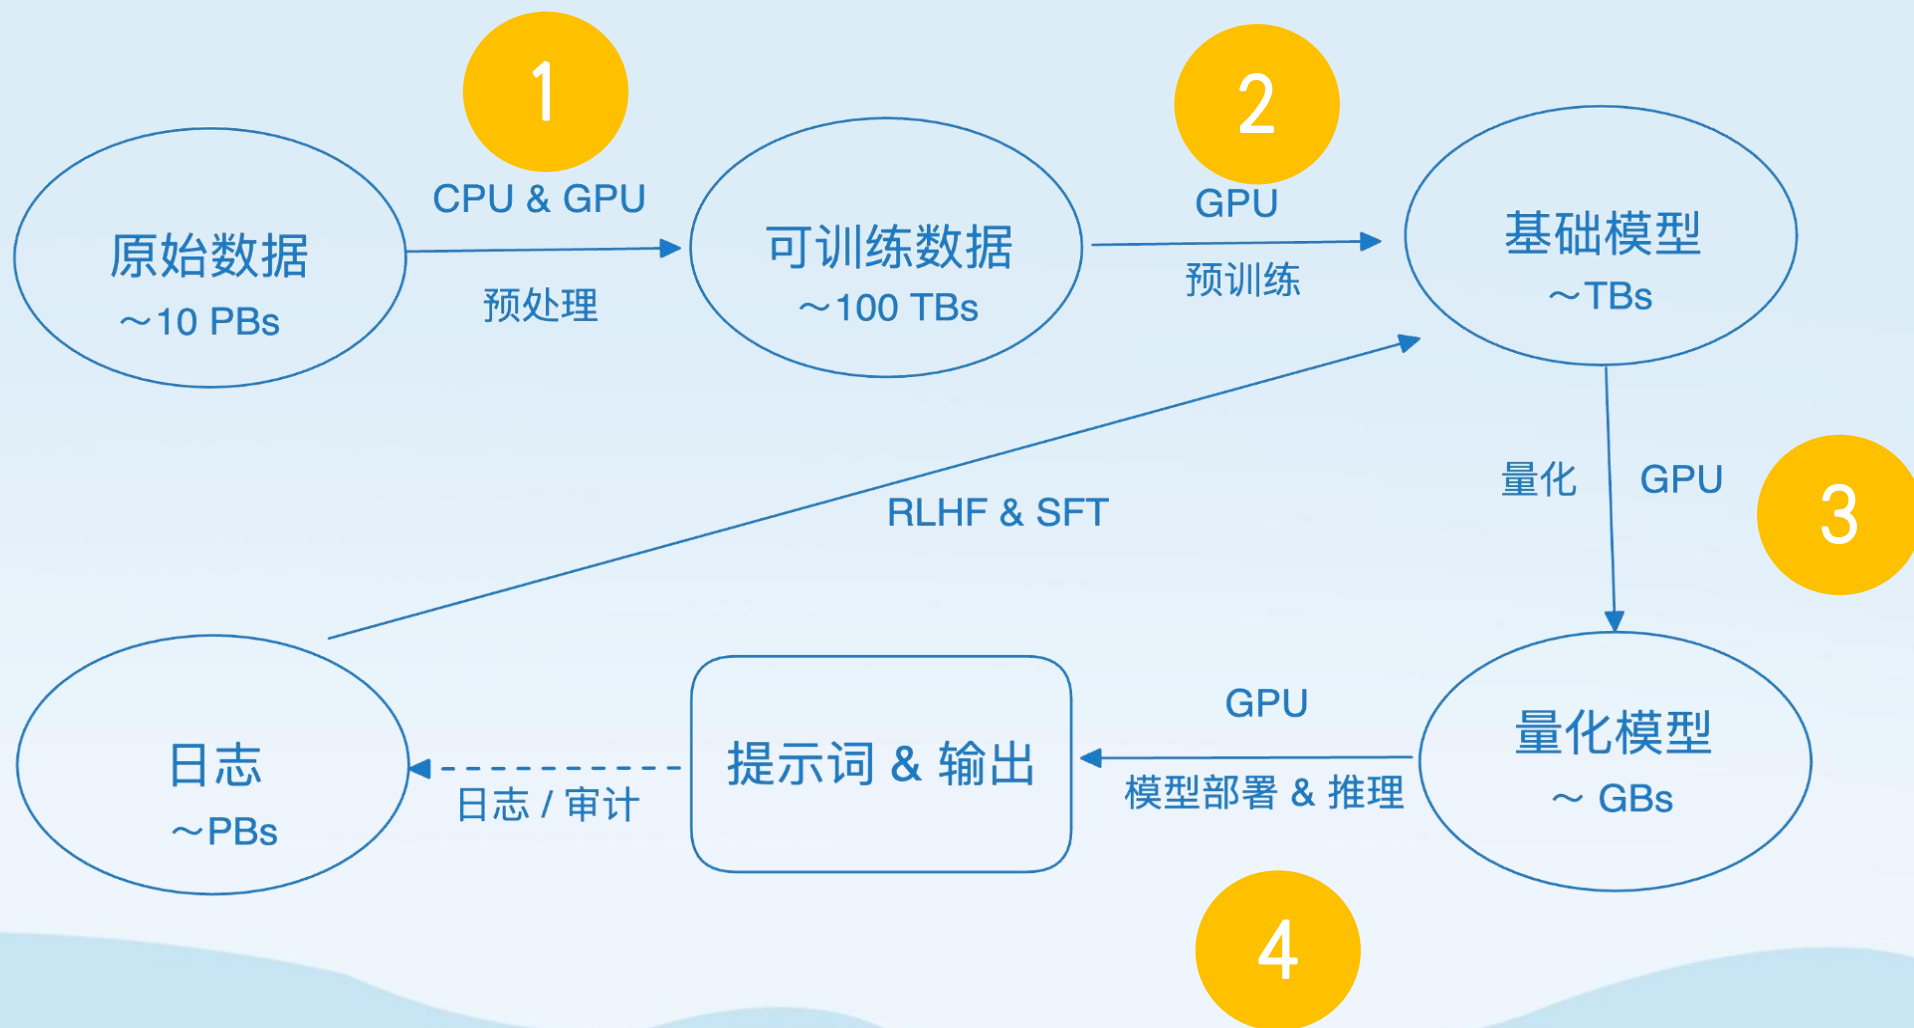 1
2
CPU & GPU
GPU
原始数据
~10 PBs
预处理
可训练数据
~100 TBs
预训练
基础模型
~TBs
RLHF & SFT
量化
GPU
3
日志
~PBs
日志 / 审计
提示词 & 输出
GPU
模型部署 & 推理
量化模型
~ GBs
4